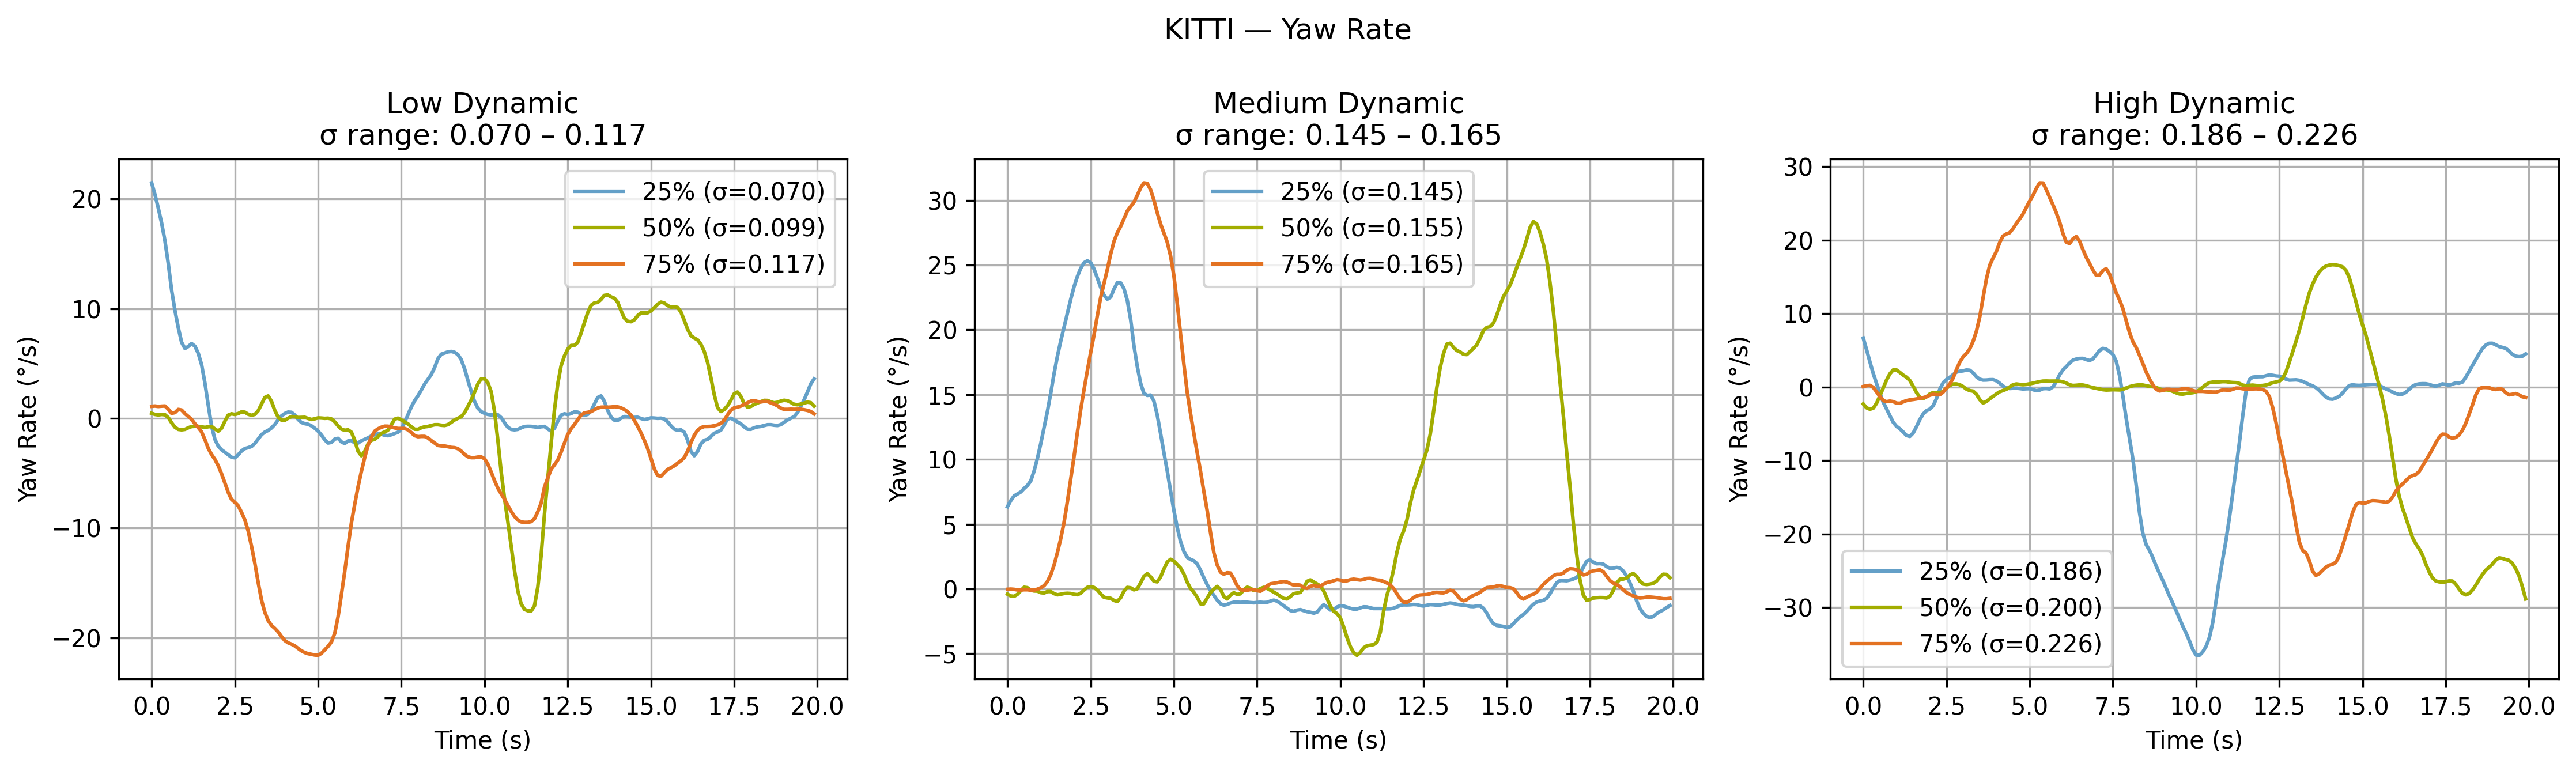 KITTI — Yaw Rate
Low Dynamic
σ range: 0.070 – 0.117
Yaw Rate (°/s)
20
10
0
−10
−20
25% (σ=0.070)
50% (σ=0.099)
75% (σ=0.117)
0.0 2.5 5.0 7.5 10.0 12.5 15.0 17.5 20.0
Time (s)
Medium Dynamic
σ range: 0.145 – 0.165
Yaw Rate (°/s)
30
25
20
15
10
5
0
−5
25% (σ=0.145)
50% (σ=0.155)
75% (σ=0.165)
0.0 2.5 5.0 7.5 10.0 12.5 15.0 17.5 20.0
Time (s)
High Dynamic
σ range: 0.186 – 0.226
Yaw Rate (°/s)
30
20
10
0
−10
−20
−30
25% (σ=0.186)
50% (σ=0.200)
75% (σ=0.226)
0.0 2.5 5.0 7.5 10.0 12.5 15.0 17.5 20.0
Time (s)